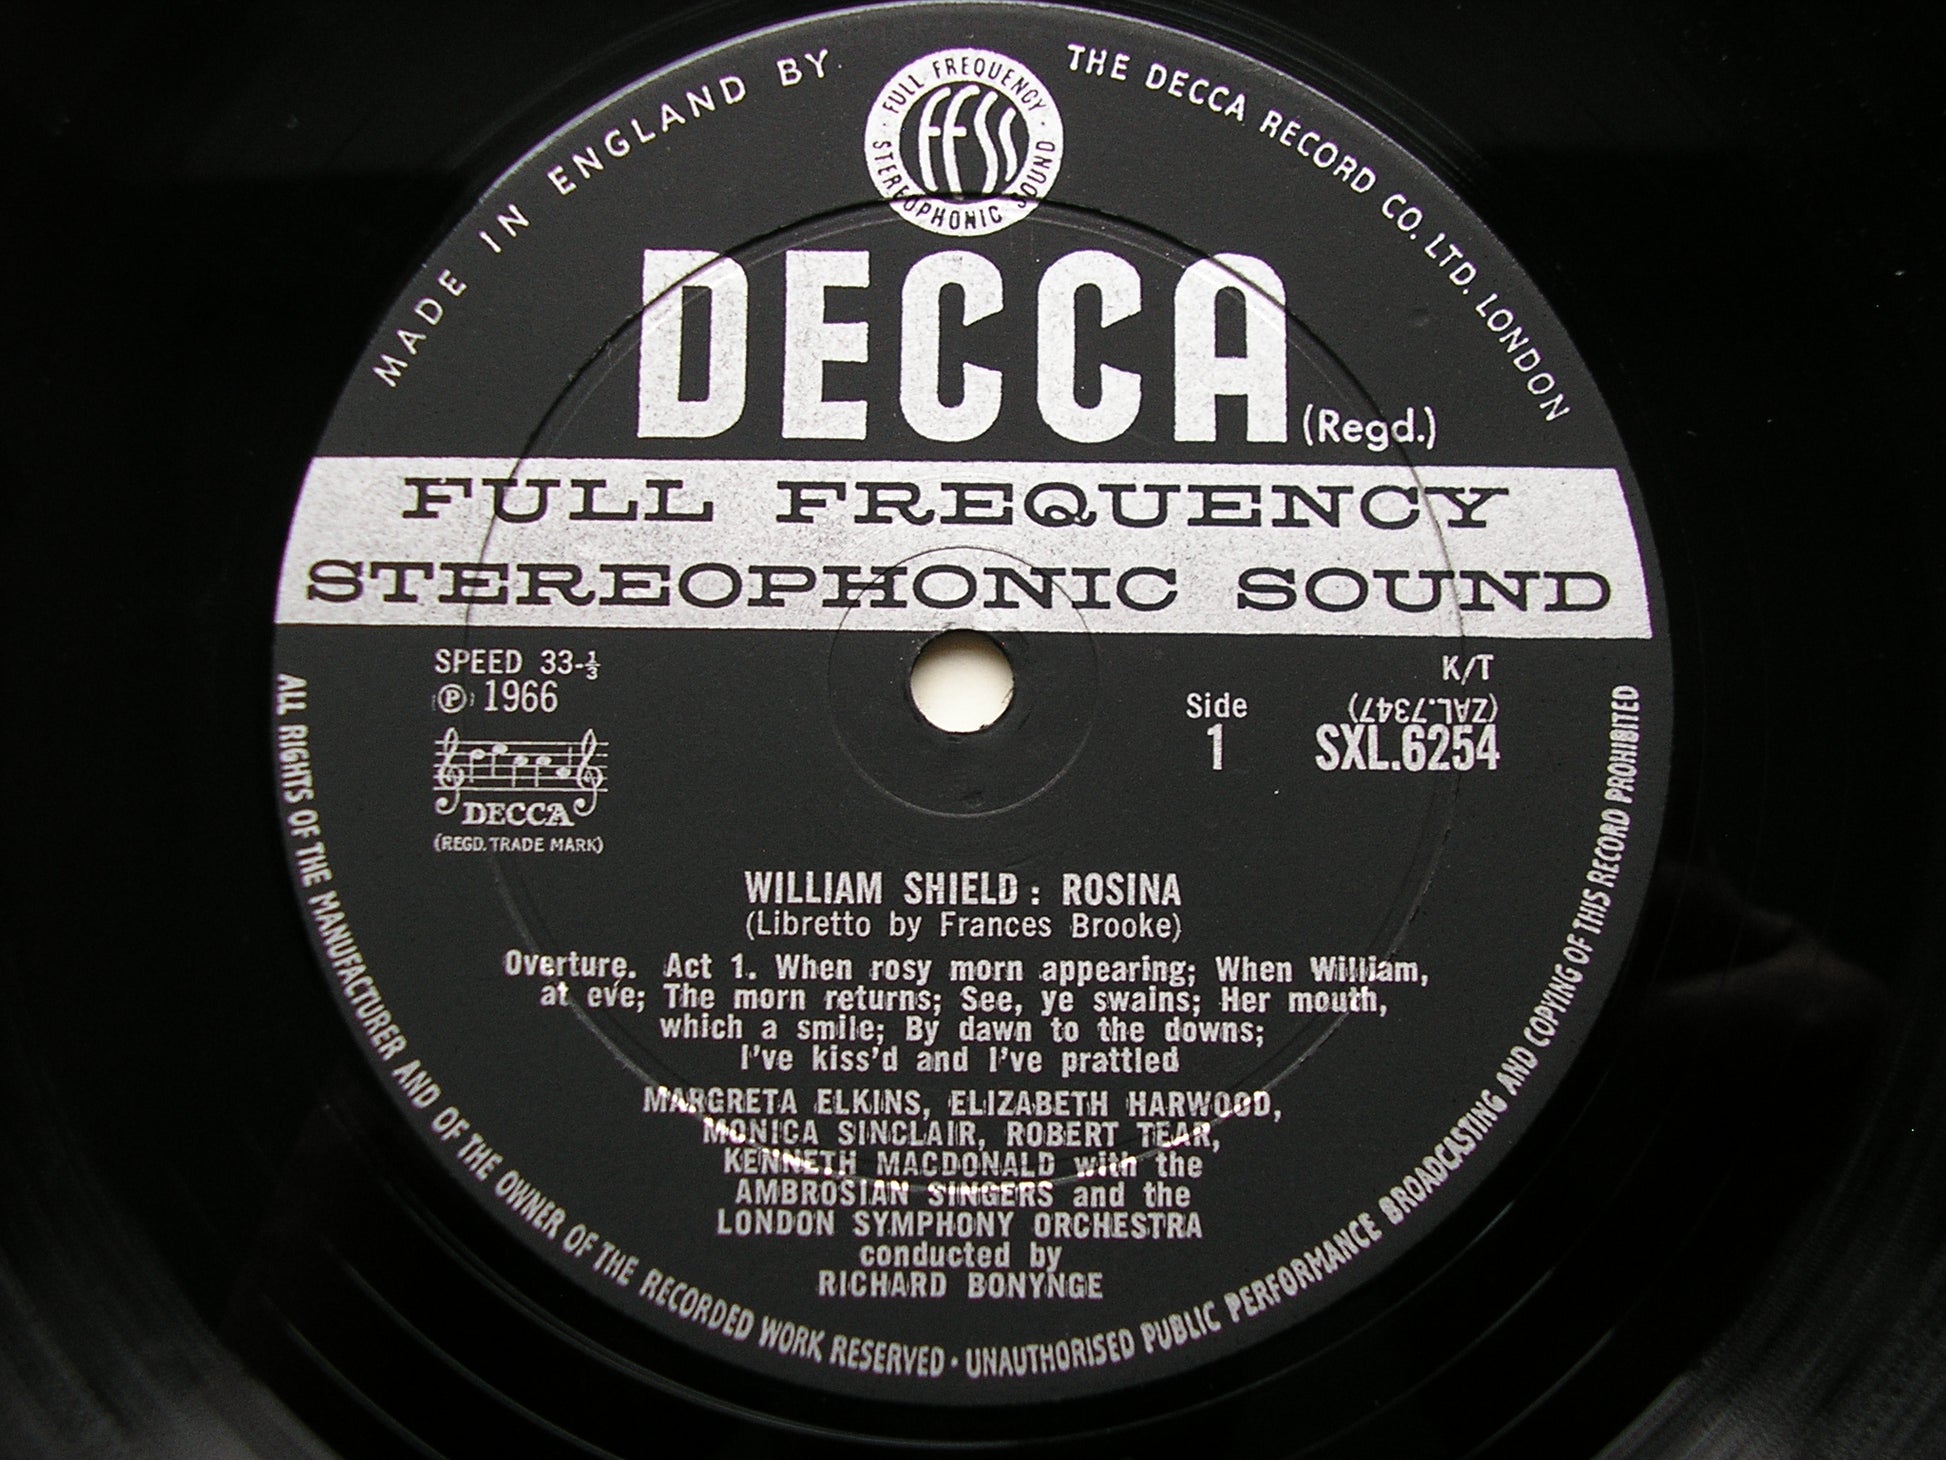 MADE IN ENGLAND BY
THE DECCA RECORD CO. LTD. LONDON
FULL FREQUENCY
FFSS
STEREOPHONIC SOUND
DECCA (Regd.)
FULL FREQUENCY
STEREOPHONIC SOUND
SPEED 33-⅓
Ⓟ 1966
DECCA
(REGD. TRADE MARK)
K/T
Side
1
(ZAL.7347)
SXL.6254
WILLIAM SHIELD : ROSINA
(Libretto by Frances Brooke)
Overture. Act 1. When rosy morn appearing; When William,
at eve; The morn returns; See, ye swains; Her mouth,
which a smile; By dawn to the downs;
I've kiss'd and I've prattled
MARGRETA ELKINS, ELIZABETH HARWOOD,
MONICA SINCLAIR, ROBERT TEAR,
KENNETH MACDONALD with the
AMBROSIAN SINGERS and the
LONDON SYMPHONY ORCHESTRA
conducted by
RICHARD BONYNGE
ALL RIGHTS OF THE MANUFACTURER AND OF THE OWNER OF THE RECORDED WORK RESERVED · UNAUTHORISED PUBLIC PERFORMANCE BROADCASTING AND COPYING OF THIS RECORD PROHIBITED